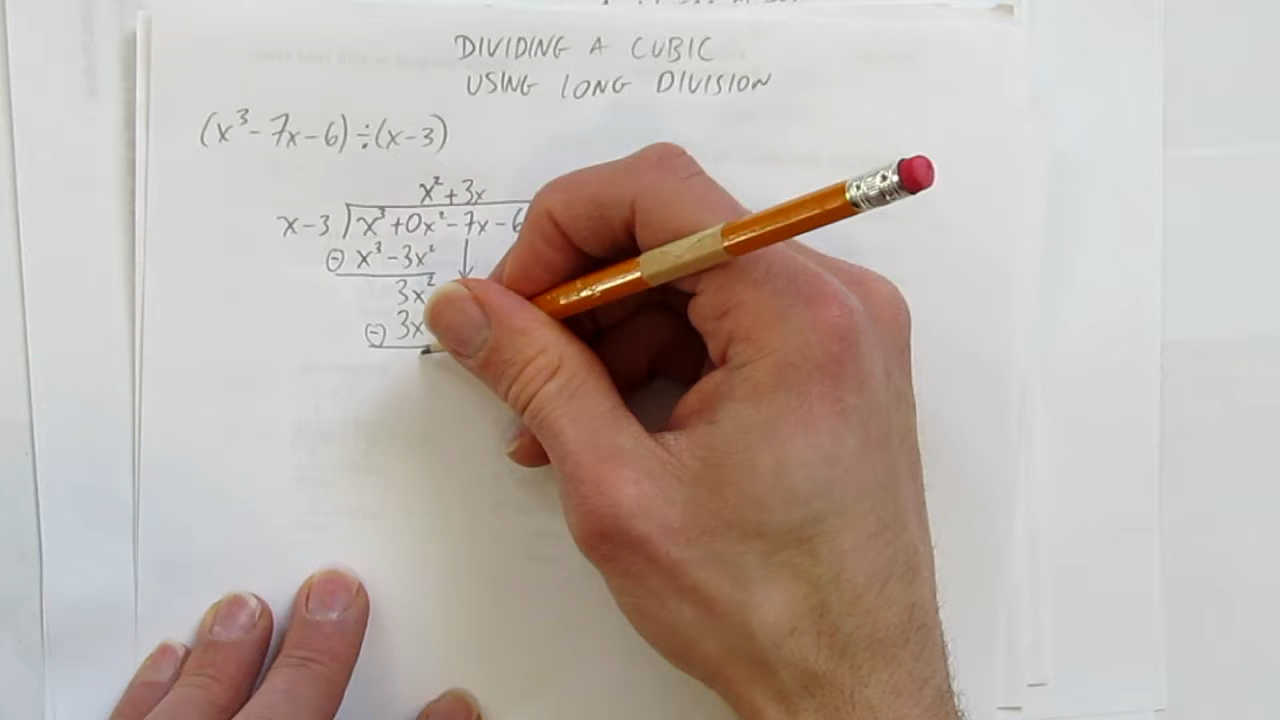 DIVIDING A CUBIC
USING LONG DIVISION
(x³ - 7x - 6) ÷ (x - 3)
x² + 3x
x - 3 ) x³ + 0x² - 7x - 6
⊖ x³ - 3x²
3x²
⊖ 3x